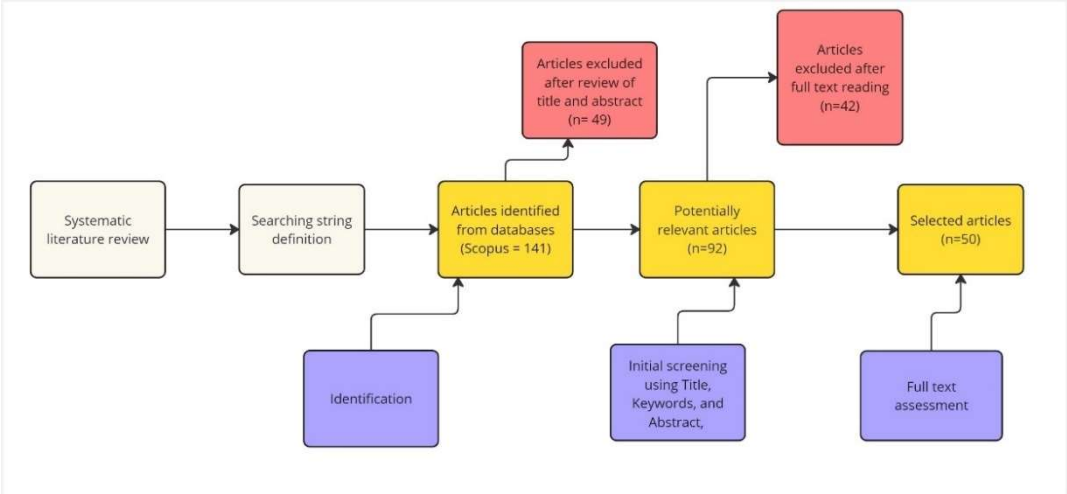 Articles
excluded after
full text reading
(n=42)
Articles excluded
after review of
title and abstract
(n= 49)
Systematic
literature review
Searching string
definition
Articles identified
from databases
(Scopus = 141)
Potentially
relevant articles
(n=92)
Selected articles
(n=50)
Identification
Initial screening
using Title,
Keywords, and
Abstract,
Full text
assessment